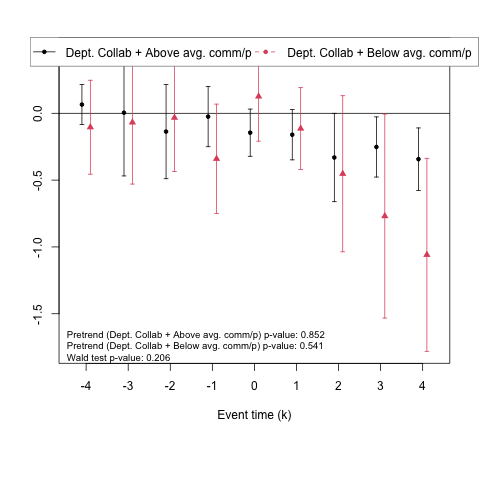 Dept. Collab + Above avg. comm/p Dept. Collab + Below avg. comm/p
0.0
-0.5
-1.0
-1.5
Pretrend (Dept. Collab + Above avg. comm/p) p-value: 0.852
Pretrend (Dept. Collab + Below avg. comm/p) p-value: 0.541
Wald test p-value: 0.206
-4 -3 -2 -1 0 1 2 3 4
Event time (k)